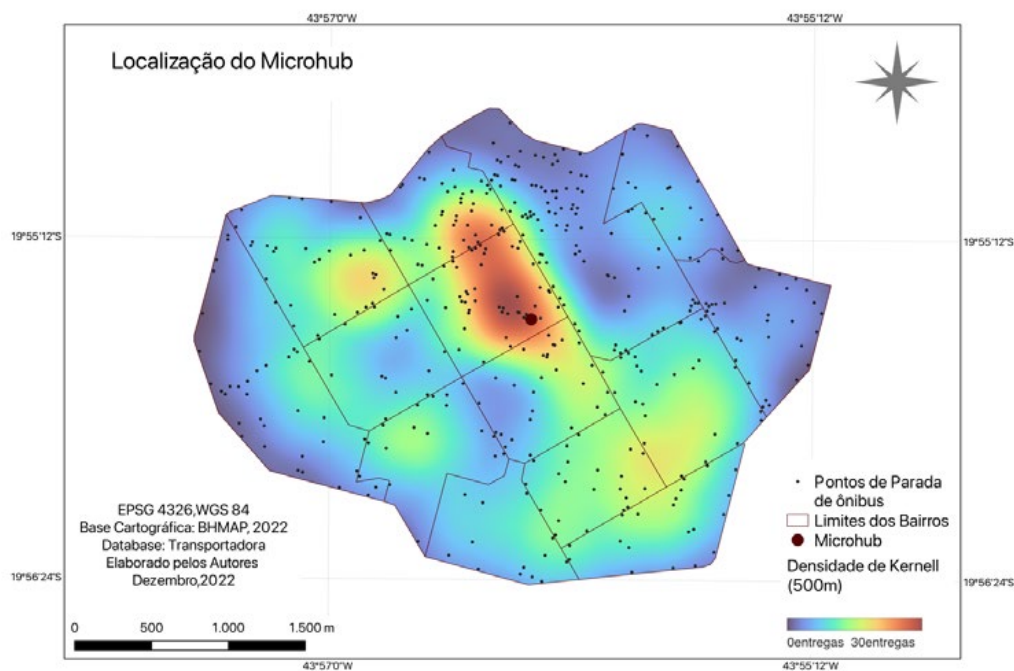 43°57'0"W
43°55'12"W
Localização do Microhub
19°55'12"S
19°55'12"S
Pontos de Parada
de ônibus
Limites dos Bairros
Microhub
Densidade de Kernell
(500m)
0entregas 30entregas
EPSG 4326,WGS 84
Base Cartográfica: BHMAP, 2022
Database: Transportadora
Elaborado pelos Autores
Dezembro,2022
19°56'24"S
19°56'24"S
0 500 1.000 1.500 m
43°57'0"W
43°55'12"W